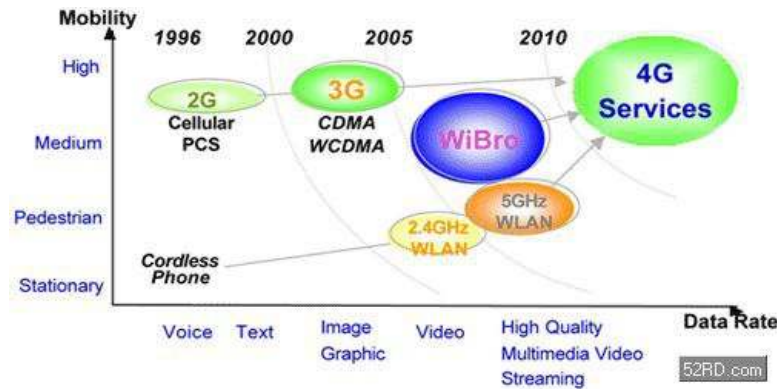 Mobility
1996 2000 2005 2010
High
2G
3G
4G
Services
Cellular
PCS
CDMA
WCDMA
WiBro
Medium
Pedestrian
5GHz
WLAN
2.4GHz
WLAN
Cordless
Phone
Stationary
Data Rate
Voice
Text
Image
Graphic
Video
High Quality
Multimedia Video
Streaming
52RD.com